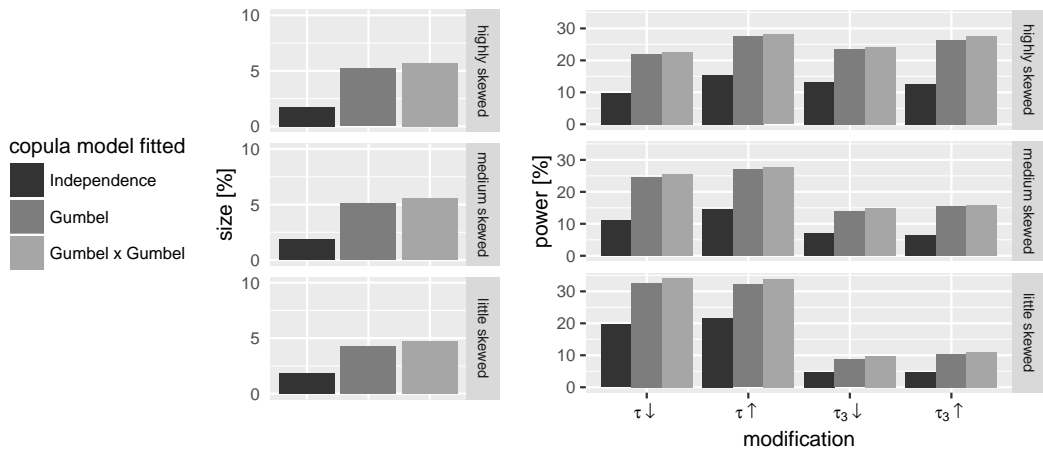 copula model fitted
Independence
Gumbel
Gumbel x Gumbel
size [%]
10
5
0
highly skewed
10
5
0
medium skewed
10
5
0
little skewed
power [%]
30
20
10
0
highly skewed
30
20
10
0
medium skewed
30
20
10
0
little skewed
τ↓ τ↑ τ₃↓ τ₃↑
modification